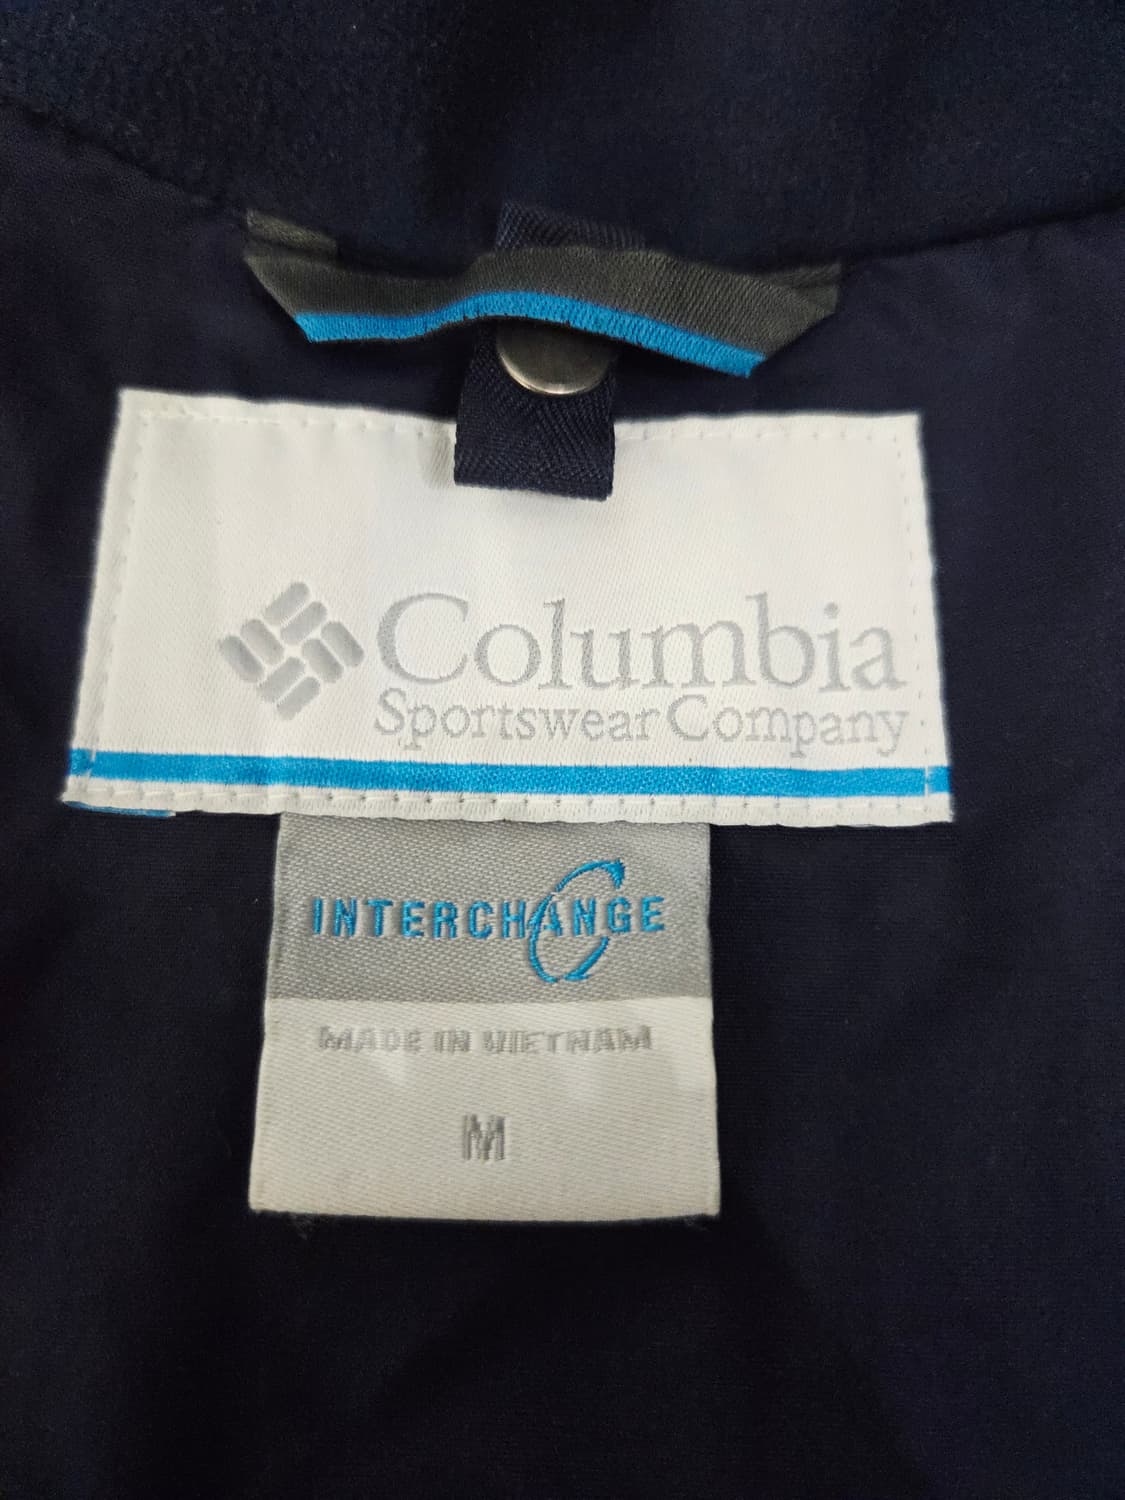 Columbia
Sportswear Company
INTERCHANGE
MADE IN VIETNAM
M